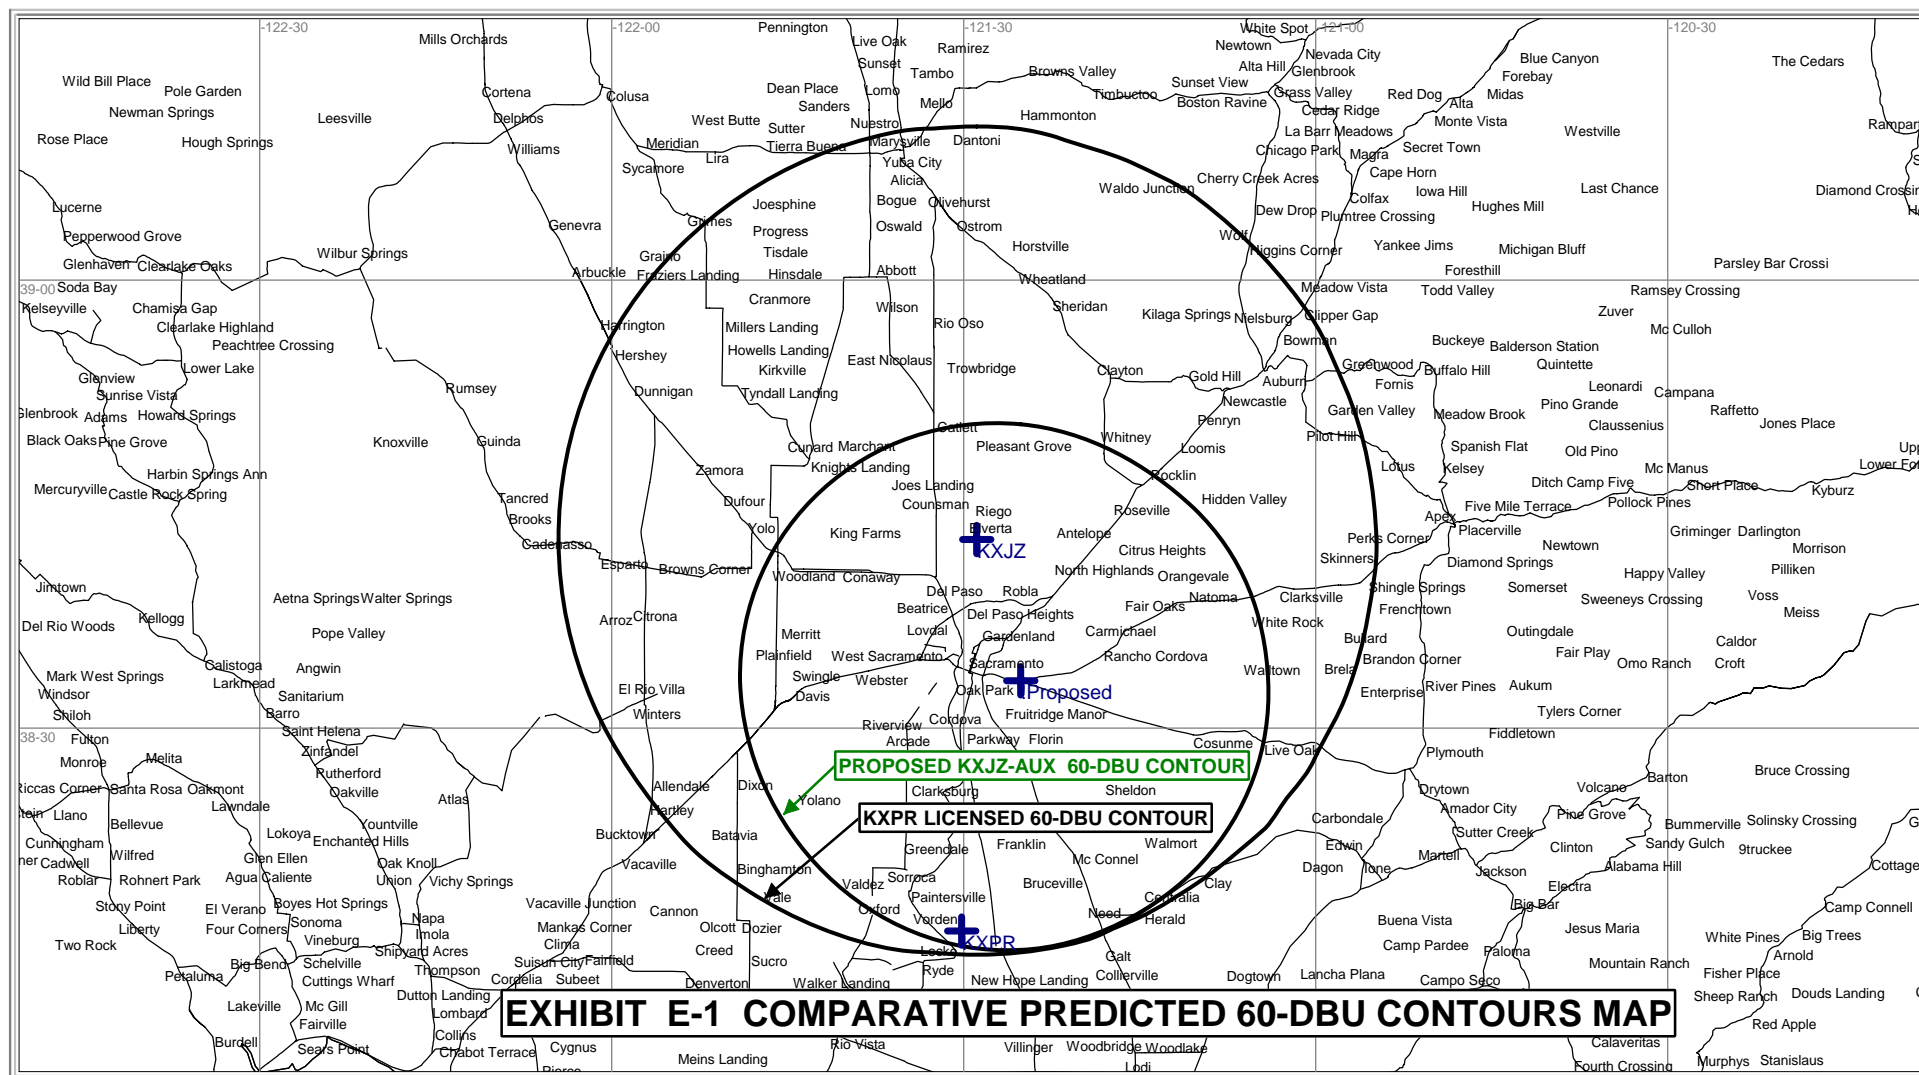 -122-30
-122-00
-121-30
-121-00
-120-30
Mills Orchards
Pennington
Live Oak
Ramirez
White Spot
Newtown
Nevada City
Blue Canyon
The Cedars
Sunset
Tambo
Browns Valley
Alta Hill
Glenbrook
Forebay
Wild Bill Place
Pole Garden
Cortena
Colusa
Dean Place
Lomo
Sunset View
Timbuctoo
Grass Valley
Red Dog
Midas
Newman Springs
Leesville
Delphos
West Butte
Sanders
Mello
Hammonton
Boston Ravine
Cedar Ridge
Alta
Monte Vista
Westville
Rose Place
Hough Springs
Williams
Meridian
Sutter
Nuestro
Tierra Buena
Marysville
Dantoni
La Barr Meadows
Secret Town
Lira
Sycamore
Yuba City
Chicago Park
Magra
Alicia
Cherry Creek Acres
Cape Horn
Waldo Junction
Iowa Hill
Last Chance
Lucerne
Joesphine
Bogue
Olivehurst
Colfax
Dew Drop
Plumtree Crossing
Hughes Mill
Pepperwood Grove
Genevra
Grimes
Progress
Oswald
Ostrom
Wolf
Wilbur Springs
Tisdale
Horstville
Higgins Corner
Yankee Jims
Michigan Bluff
Glenhaven
Clearlake Oaks
Graino
Arbuckle
Fraziers Landing
Hinsdale
Abbott
Wheatland
Foresthill
Parsley Bar Crossi
39-00
Soda Bay
Kelseyville
Chamisa Gap
Cranmore
Wilson
Sheridan
Meadow Vista
Todd Valley
Ramsey Crossing
Clearlake Highland
Harrington
Millers Landing
Rio Oso
Kilaga Springs
Nielsburg
Clipper Gap
Zuver
Mc Culloh
Peachtree Crossing
Hershey
Howells Landing
East Nicolaus
Bowman
Buckeye
Balderson Station
Lower Lake
Kirkville
Trowbridge
Clayton
Gold Hill
Auburn
Greenwood
Buffalo Hill
Quintette
Glenview
Sunrise Vista
Rumsey
Dunnigan
Tyndall Landing
Fornis
Leonardi
Campana
Newcastle
Adams
Howard Springs
Penryn
Garden Valley
Meadow Brook
Pino Grande
Raffetto
Claussenius
Jones Place
Black Oaks
Pine Grove
Knoxville
Guinda
Catlett
Cunard
Marchant
Pleasant Grove
Whitney
Loomis
Pilot Hill
Spanish Flat
Old Pino
Harbin Springs Ann
Zamora
Knights Landing
Rocklin
Lotus
Kelsey
Mc Manus
Mercuryville
Castle Rock Spring
Tancred
Dufour
Joes Landing
Counsman
Riego
Roseville
Hidden Valley
Ditch Camp Five
Short Place
Kyburz
Five Mile Terrace
Pollock Pines
Brooks
Yolo
King Farms
Elverta
Antelope
Apex
Placerville
Griminger
Darlington
Cadenasso
KXJZ
Citrus Heights
Perks Corner
Skinners
Newtown
Morrison
Esparto
Browns Corner
Woodland
Conaway
North Highlands
Orangevale
Diamond Springs
Happy Valley
Pilliken
Jimtown
Aetna Springs
Walter Springs
Del Paso
Robla
Natoma
Clarksville
Shingle Springs
Somerset
Sweeneys Crossing
Voss
Meiss
Del Rio Woods
Kellogg
Pope Valley
Arroz
Citrona
Beatrice
Del Paso Heights
Fair Oaks
White Rock
Frenchtown
Merritt
Lovdal
Gardenland
Carmichael
Bullard
Outingdale
Caldor
Calistoga
Angwin
Plainfield
West Sacramento
Sacramento
Rancho Cordova
Walltown
Brela
Brandon Corner
Fair Play
Omo Ranch
Croft
Mark West Springs
Larkmead
Swingle
Webster
Windsor
Sanitarium
El Rio Villa
Davis
Oak Park
Proposed
Enterprise
River Pines
Aukum
Shiloh
Barro
Winters
Riverview
Cordova
Fruitridge Manor
Tylers Corner
38-30
Fulton
Saint Helena
Arcade
Parkway
Florin
Cosunme
Live Oak
Fiddletown
Monroe
Melita
Zinfandel
Plymouth
PROPOSED KXJZ-AUX 60-DBU CONTOUR
Rutherford
Barton
Bruce Crossing
Riccas Corner
Santa Rosa
Oakmont
Oakville
Atlas
Allendale
Dixon
Yolano
Clarksburg
Sheldon
Drytown
Volcano
Llano
Lawndale
Hartley
KXPR LICENSED 60-DBU CONTOUR
Carbondale
Amador City
Pine Grove
Bellevue
Yountville
Bummerville
Solinsky Crossing
Cunningham
Lokoya
Enchanted Hills
Bucktown
Batavia
Greendale
Franklin
Walmort
Edwin
Sutter Creek
Clinton
Sandy Gulch
9truckee
Cadwell
Wilfred
Glen Ellen
Oak Knoll
Vacaville
Binghamton
Mc Connel
Dagon
Ione
Martell
Jackson
Alabama Hill
Roblar
Rohnert Park
Agua Caliente
Union
Vichy Springs
Valdez
Sorroca
Bruceville
Clay
Electra
Stony Point
El Verano
Boyes Hot Springs
Vacaville Junction
Cannon
Vale
Oxford
Paintersville
Centralia
Big Bar
Camp Connell
Liberty
Four Corners
Sonoma
Napa
Mankas Corner
Olcott
Dozier
Vorden
Need
Herald
Buena Vista
Jesus Maria
Two Rock
Vineburg
Imola
Clima
Creed
KXPR
Camp Pardee
White Pines
Big Trees
Shipyard Acres
Locke
Galt
Paloma
Arnold
Petaluma
Big Bend
Schelville
Thompson
Suisun City
Fairfield
Sucro
Ryde
Collierville
Dogtown
Lancha Plana
Mountain Ranch
Fisher Place
Cuttings Wharf
Cordelia
Subeet
Denverton
Walker Landing
New Hope Landing
Campo Seco
Dutton Landing
Sheep Ranch
Douds Landing
Lakeville
Mc Gill
Lombard
EXHIBIT E-1 COMPARATIVE PREDICTED 60-DBU CONTOURS MAP
Fairville
Red Apple
Burdell
Collins
Sears Point
Chabot Terrace
Cygnus
Meins Landing
Rio Vista
Villinger
Woodbridge
Woodlake
Calaveritas
Lodi
Fourth Crossing
Murphys
Stanislaus